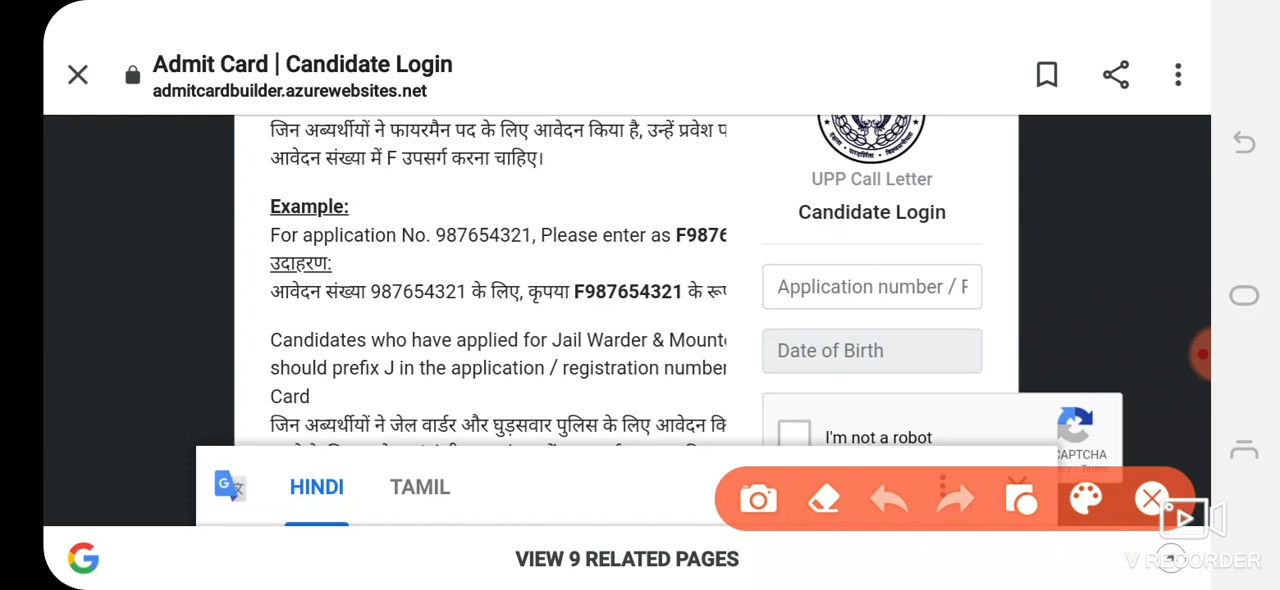 Admit Card | Candidate Login
admitcardbuilder.azurewebsites.net
जिन अब्यर्थीयों ने फायरमैन पद के लिए आवेदन किया है, उन्हें प्रवेश
आवेदन संख्या में F उपसर्ग करना चाहिए।
Example:
For application No. 987654321, Please enter as F9876
उदाहरण:
आवेदन संख्या 987654321 के लिए, कृपया F987654321 के
Candidates who have applied for Jail Warder & Mount
should prefix J in the application / registration number
Card
जिन अब्यर्थीयों ने जेल वार्डर और घुड़सवार पुलिस के लिए आवेदन
UPP Call Letter
Candidate Login
Application number /
Date of Birth
I'm not a robot
CAPTCHA
HINDI TAMIL
VIEW 9 RELATED PAGES
V RECORDER